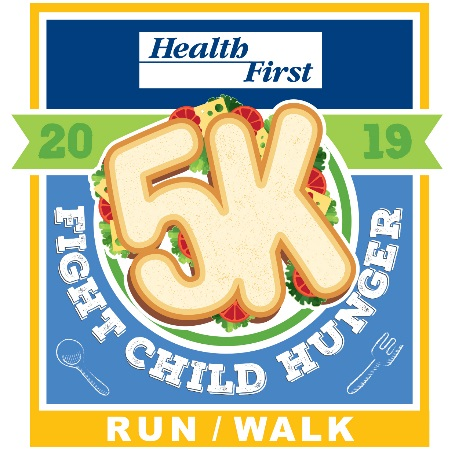 Health
First
20 19
5K
FIGHT CHILD HUNGER
RUN / WALK